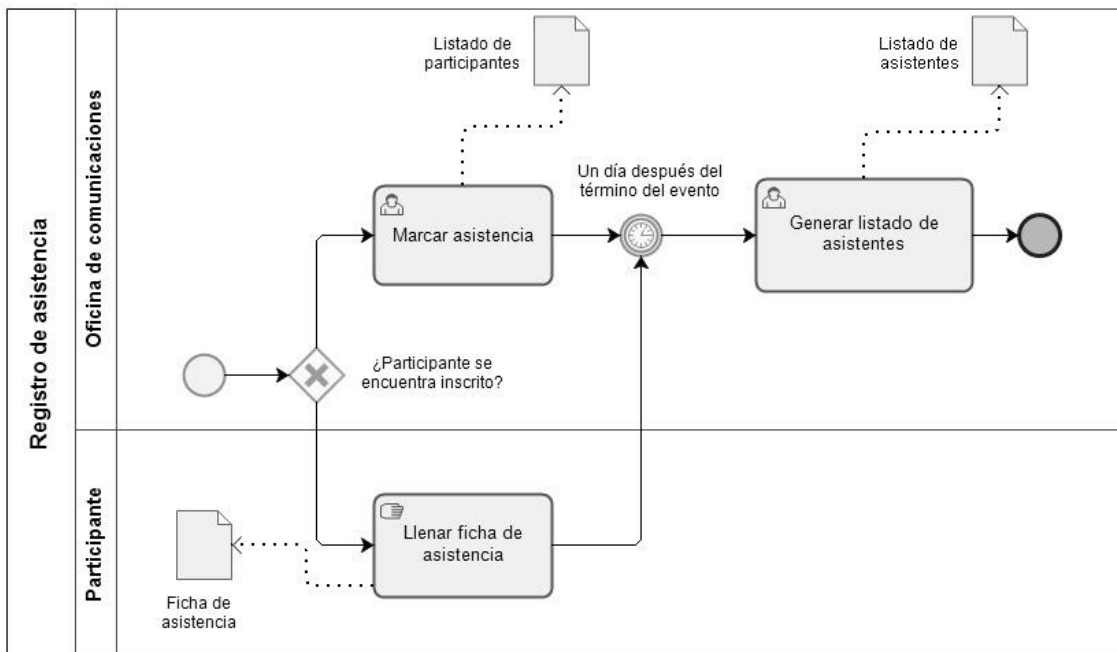 Registro de asistencia
Oficina de comunicaciones
Listado de
participantes
Listado de
asistentes
Un día después del
término del evento
Marcar asistencia
Generar listado de
asistentes
¿Participante se
encuentra inscrito?
Participante
Llenar ficha de
asistencia
Ficha de
asistencia